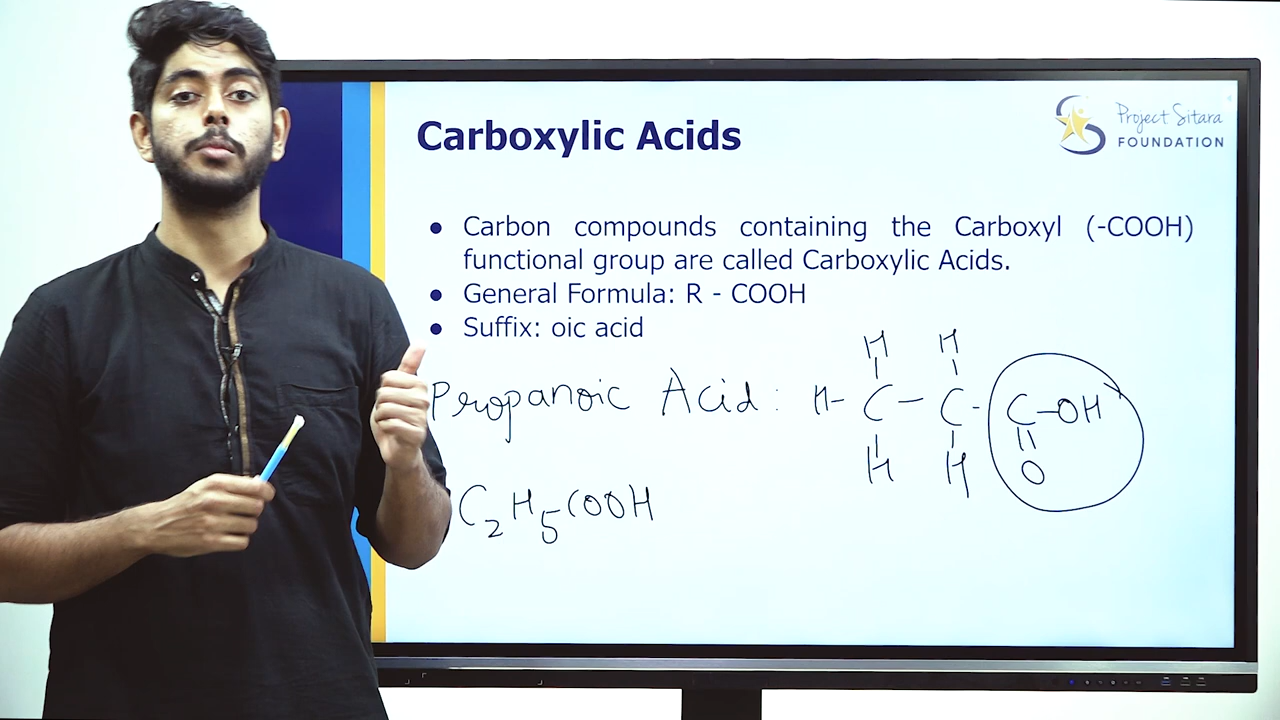 Project Sitara
FOUNDATION
Carboxylic Acids
● Carbon compounds containing the Carboxyl (-COOH)
functional group are called Carboxylic Acids.
● General Formula: R - COOH
● Suffix: oic acid
H H
Propanoic Acid: H- C - C - C-OH
H H O
C2H5COOH